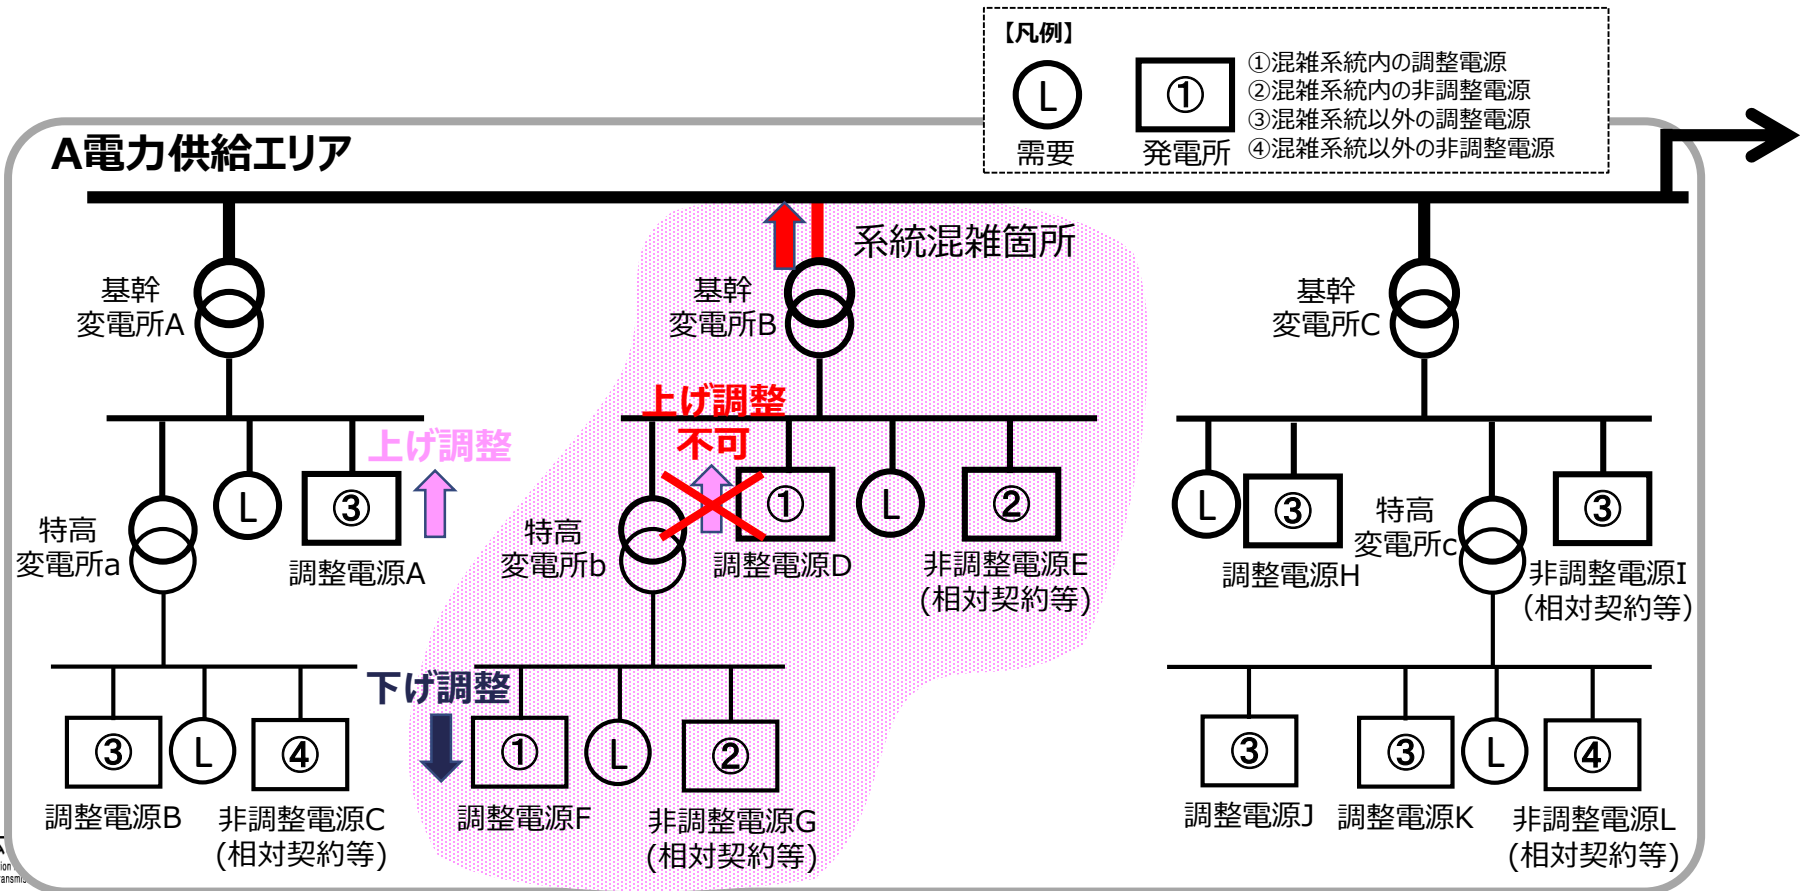 【凡例】
L
需要
①
発電所
①混雑系統内の調整電源
②混雑系統内の非調整電源
③混雑系統以外の調整電源
④混雑系統以外の非調整電源
A電力供給エリア
系統混雑箇所
基幹
変電所A
基幹
変電所B
基幹
変電所C
上げ調整
L
③
調整電源A
特高
変電所a
上げ調整
不可
①
調整電源D
L
②
非調整電源E
(相対契約等)
特高
変電所b
L
③
調整電源H
特高
変電所c
③
非調整電源I
(相対契約等)
③
調整電源B
L
④
非調整電源C
(相対契約等)
下げ調整
①
調整電源F
L
②
非調整電源G
(相対契約等)
③
調整電源J
③
調整電源K
L
④
非調整電源L
(相対契約等)